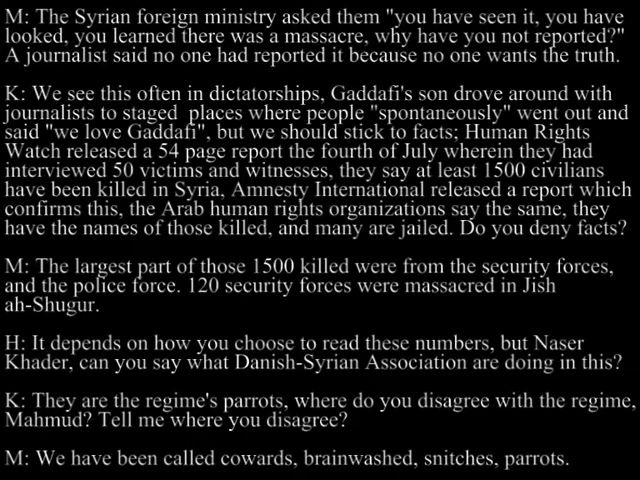 M: The Syrian foreign ministry asked them "you have seen it, you have
looked, you learned there was a massacre, why have you not reported?"
A journalist said no one had reported it because no one wants the truth.
K: We see this often in dictatorships, Gaddafi's son drove around with
journalists to staged places where people "spontaneously" went out and
said "we love Gaddafi", but we should stick to facts; Human Rights
Watch released a 54 page report the fourth of July wherein they had
interviewed 50 victims and witnesses, they say at least 1500 civilians
have been killed in Syria, Amnesty International released a report which
confirms this, the Arab human rights organizations say the same, they
have the names of those killed, and many are jailed. Do you deny facts?
M: The largest part of those 1500 killed were from the security forces,
and the police force. 120 security forces were massacred in Jish
ah-Shugur.
H: It depends on how you choose to read these numbers, but Naser
Khader, can you say what Danish-Syrian Association are doing in this?
K: They are the regime's parrots, where do you disagree with the regime,
Mahmud? Tell me where you disagree?
M: We have been called cowards, brainwashed, snitches, parrots.